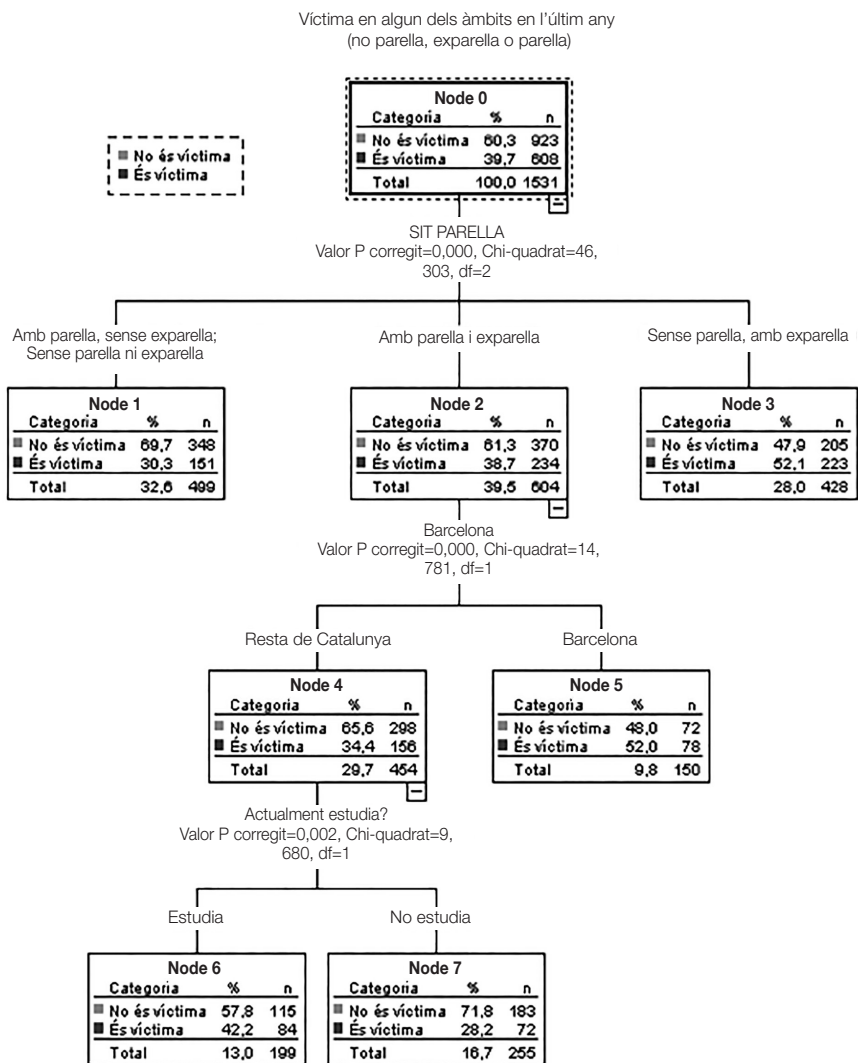 Víctima en algun dels àmbits en l'últim any
(no parella, exparella o parella)
Node 0
Categoria % n
No és víctima 60,3 923
És víctima 39,7 608
Total 100,0 1531
No és víctima
És víctima
SIT PARELLA
Valor P corregit=0,000, Chi-quadrat=46,
303, df=2
Amb parella, sense exparella;
Sense parella ni exparella
Amb parella i exparella
Sense parella, amb exparella
Node 1
Categoria % n
No és víctima 69,7 348
És víctima 30,3 151
Total 32,6 499
Node 2
Categoria % n
No és víctima 61,3 370
És víctima 38,7 234
Total 39,5 604
Node 3
Categoria % n
No és víctima 47,9 205
És víctima 52,1 223
Total 28,0 428
Barcelona
Valor P corregit=0,000, Chi-quadrat=14,
781, df=1
Resta de Catalunya
Barcelona
Node 4
Categoria % n
No és víctima 65,6 298
És víctima 34,4 156
Total 29,7 454
Node 5
Categoria % n
No és víctima 48,0 72
És víctima 52,0 78
Total 9,8 150
Actualment estudia?
Valor P corregit=0,002, Chi-quadrat=9,
680, df=1
Estudia
No estudia
Node 6
Categoria % n
No és víctima 57,8 115
És víctima 42,2 84
Total 13,0 199
Node 7
Categoria % n
No és víctima 71,8 183
És víctima 28,2 72
Total 16,7 255